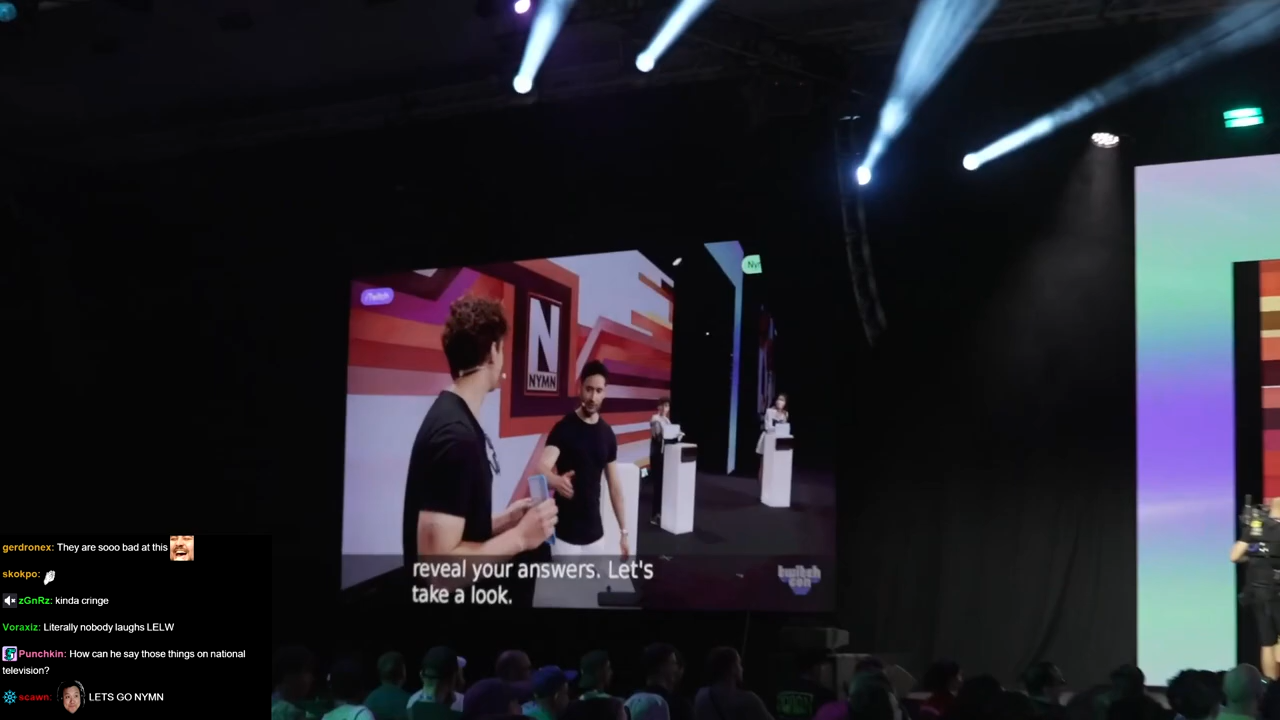 /Twitch
Nyr
N
NYMN
reveal your answers. Let's
take a look.
twitch
con
gerdronex: They are sooo bad at this
skokpo:
zGnRz: kinda cringe
Voraxiz: Literally nobody laughs LELW
Punchkin: How can he say those things on national
television?
scawn: LETS GO NYMN